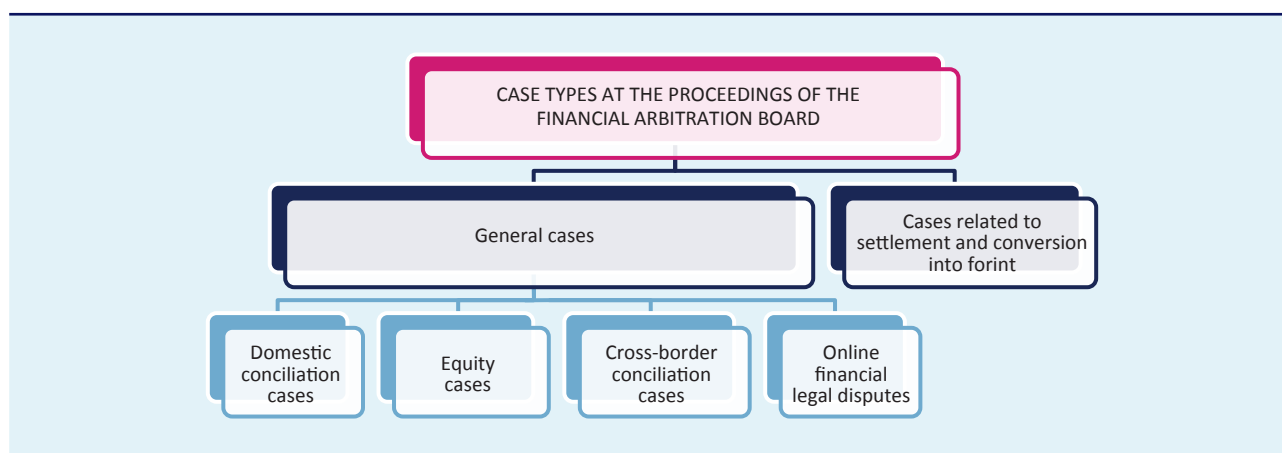 CASE TYPES AT THE PROCEEDINGS OF THE
FINANCIAL ARBITRATION BOARD
General cases
Cases related to
settlement and conversion
into forint
Domestic
conciliation
cases
Equity
cases
Cross-border
conciliation
cases
Online
financial
legal disputes